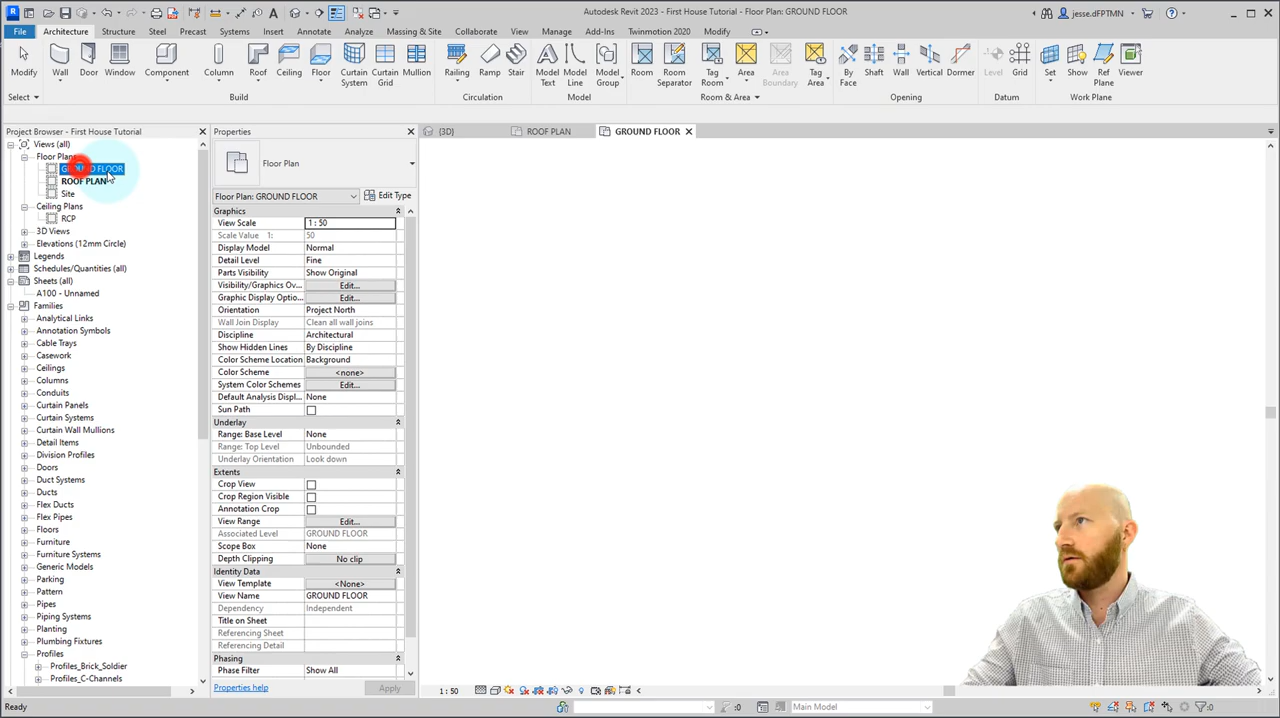 Autodesk Revit 2023 - First House Tutorial - Floor Plan: GROUND FLOOR
jesse.dFPTMN
File Architecture Structure Steel Precast Systems Insert Annotate Analyze Massing & Site Collaborate View Manage Add-Ins Twinmotion 2020 Modify
Modify Wall Door Window Component Column Roof Ceiling Floor Curtain System Curtain Grid Mullion Railing Ramp Stair Model Text Model Line Model Group Room Room Separator Tag Room Area Area Boundary Tag Area By Face Shaft Wall Vertical Dormer Level Grid Set Show Ref Plane Viewer
Select Build Circulation Model Room & Area Opening Datum Work Plane
Project Browser - First House Tutorial
Views (all)
Floor Plans
GROUND FLOOR
ROOF PLAN
Site
Ceiling Plans
RCP
3D Views
Elevations (12mm Circle)
Legends
Schedules/Quantities (all)
Sheets (all)
A100 - Unnamed
Families
Analytical Links
Annotation Symbols
Cable Trays
Casework
Ceilings
Columns
Conduits
Curtain Panels
Curtain Systems
Curtain Wall Mullions
Detail Items
Division Profiles
Doors
Duct Systems
Ducts
Flex Ducts
Flex Pipes
Floors
Furniture
Furniture Systems
Generic Models
Parking
Pattern
Pipes
Piping Systems
Planting
Plumbing Fixtures
Profiles
Profiles_Brick_Soldier
Profiles_C-Channels
Properties
Floor Plan
Floor Plan: GROUND FLOOR Edit Type
Graphics
View Scale 1 : 50
Scale Value 1: 50
Display Model Normal
Detail Level Fine
Parts Visibility Show Original
Visibility/Graphics Ov... Edit...
Graphic Display Optio... Edit...
Orientation Project North
Wall Join Display Clean all wall joins
Discipline Architectural
Show Hidden Lines By Discipline
Color Scheme Location Background
Color Scheme <none>
System Color Schemes Edit...
Default Analysis Displ... None
Sun Path
Underlay
Range: Base Level None
Range: Top Level Unbounded
Underlay Orientation Look down
Extents
Crop View
Crop Region Visible
Annotation Crop
View Range Edit...
Associated Level GROUND FLOOR
Scope Box None
Depth Clipping No clip
Identity Data
View Template <None>
View Name GROUND FLOOR
Dependency Independent
Title on Sheet
Referencing Sheet
Referencing Detail
Phasing
Phase Filter Show All
Properties help Apply
{3D} ROOF PLAN GROUND FLOOR
1 : 50
Ready :0 Main Model :0